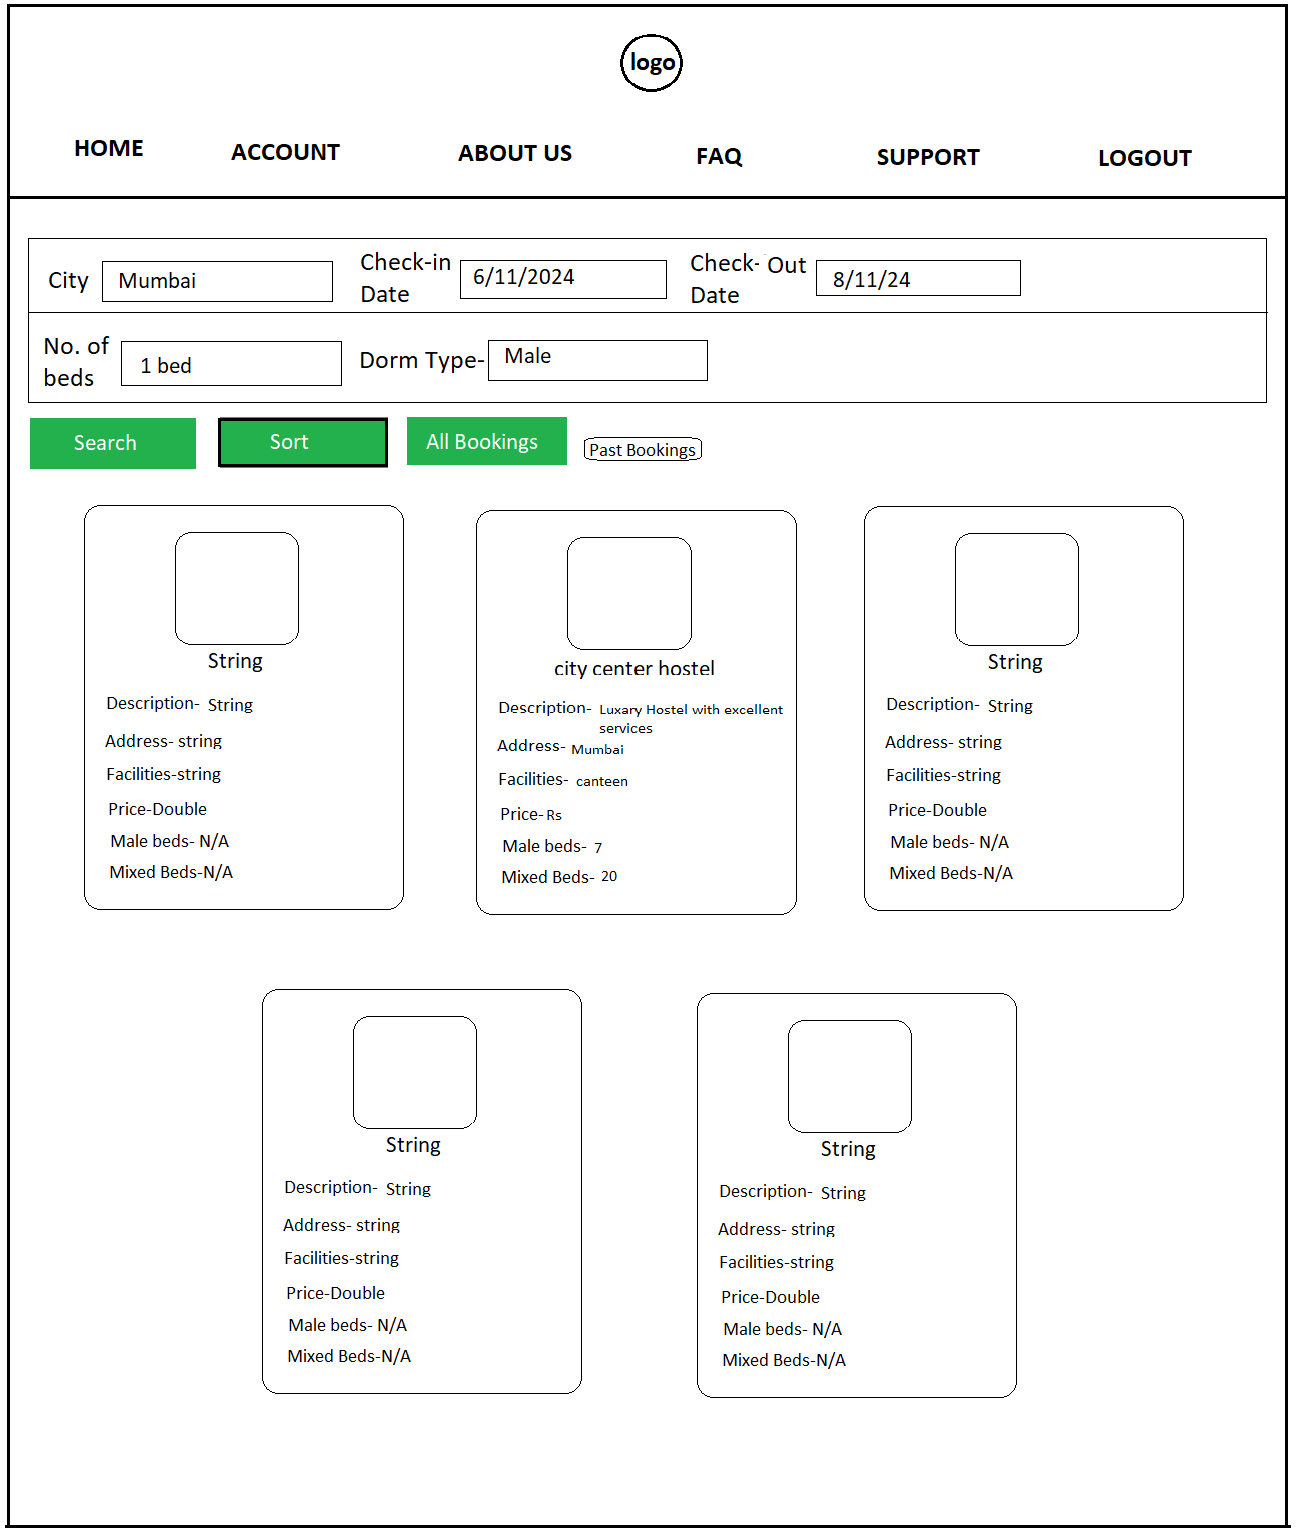 logo
HOME ACCOUNT ABOUT US FAQ SUPPORT LOGOUT
City Mumbai Check-in Date 6/11/2024 Check- Out Date 8/11/24
No. of beds 1 bed Dorm Type- Male
Search Sort All Bookings Past Bookings
String
Description- String
Address- string
Facilities-string
Price-Double
Male beds- N/A
Mixed Beds-N/A
city center hostel
Description- Luxary Hostel with excellent
services
Address- Mumbai
Facilities- canteen
Price- Rs
Male beds- 7
Mixed Beds- 20
String
Description- String
Address- string
Facilities-string
Price-Double
Male beds- N/A
Mixed Beds-N/A
String
Description- String
Address- string
Facilities-string
Price-Double
Male beds- N/A
Mixed Beds-N/A
String
Description- String
Address- string
Facilities-string
Price-Double
Male beds- N/A
Mixed Beds-N/A